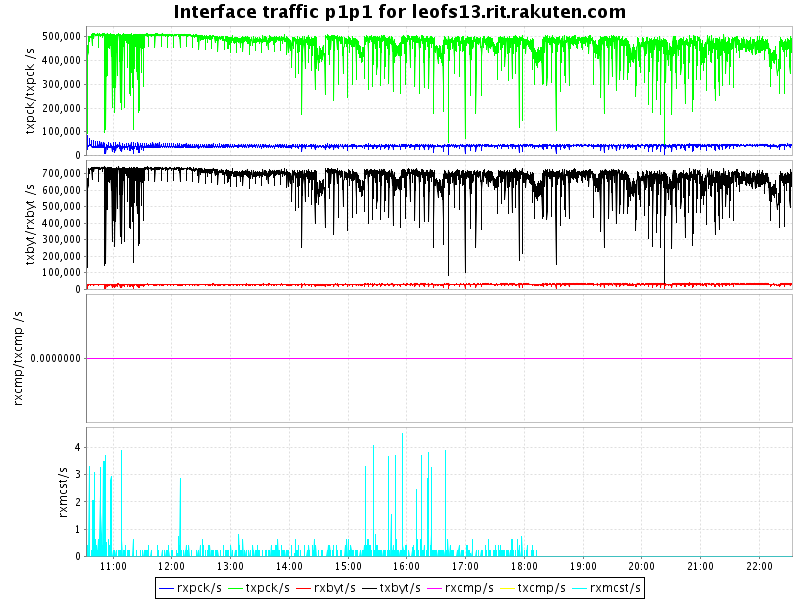 Interface traffic p1p1 for leofs13.rit.rakuten.com
txpck/txpck /s
500,000
400,000
300,000
200,000
100,000
0
txbyt/rxbyt /s
700,000
600,000
500,000
400,000
300,000
200,000
100,000
0
rxcmp/txcmp /s
0.0000000
rxmcst/s
4
3
2
1
0
11:00 12:00 13:00 14:00 15:00 16:00 17:00 18:00 19:00 20:00 21:00 22:00
rxpck/s txpck/s rxbyt/s txbyt/s rxcmp/s txcmp/s rxmcst/s